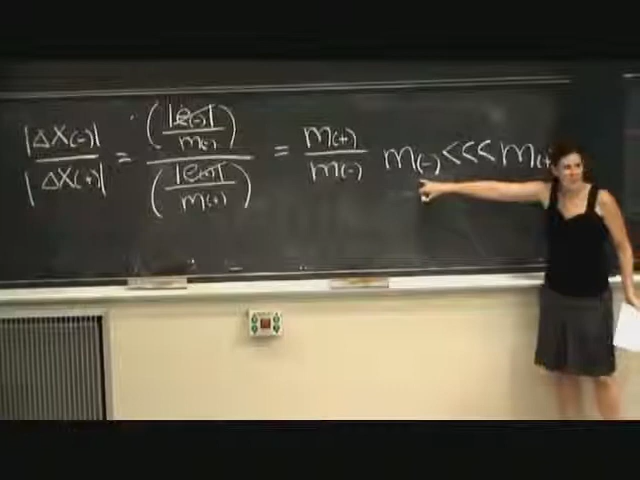 |ΔX(-)| / |ΔX(+)| = (|e(-)| / m(-)) / (|e(+)| / m(+)) = m(+) / m(-) m(-) <<< m(+